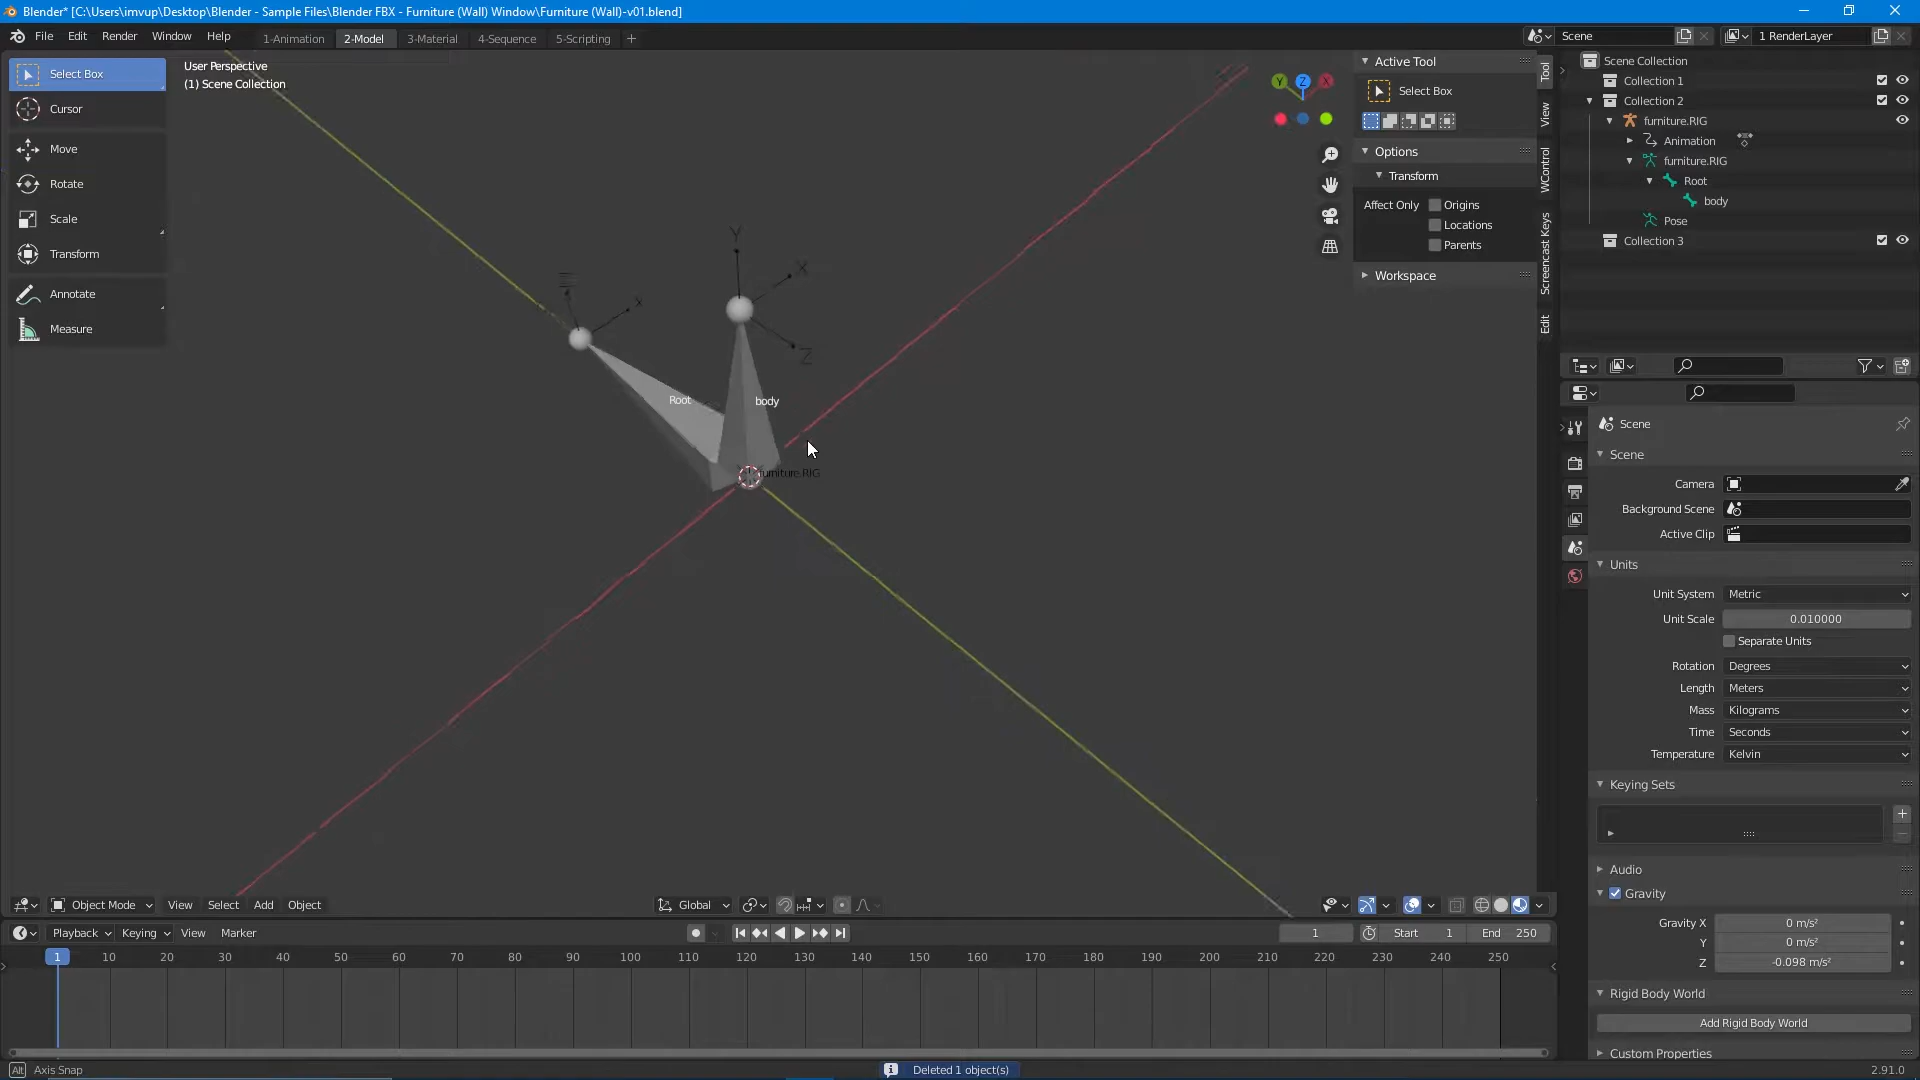 Blender* [C:\Users\imvup\Desktop\Blender - Sample Files\Blender FBX - Furniture (Wall) Window\Furniture (Wall)-v01.blend]
File Edit Render Window Help 1-Animation 2-Model 3-Material 4-Sequence 5-Scripting + Scene 1 RenderLayer
Select Box
Cursor
Move
Rotate
Scale
Transform
Annotate
Measure
User Perspective
(1) Scene Collection
Y
X
X
Z
Root
body
furniture.RIG
Y Z X
Active Tool
Select Box
Options
Transform
Affect Only Origins
Locations
Parents
Workspace
Tool
View
WControl
Screencast Keys
Edit
Scene Collection
Collection 1
Collection 2
furniture.RIG
Animation
furniture.RIG
Root
body
Pose
Collection 3
Scene
Scene
Camera
Background Scene
Active Clip
Units
Unit System Metric
Unit Scale 0.010000
Separate Units
Rotation Degrees
Length Meters
Mass Kilograms
Time Seconds
Temperature Kelvin
Keying Sets
Audio
Gravity
Gravity X 0 m/s²
Y 0 m/s²
Z -0.098 m/s²
Rigid Body World
Add Rigid Body World
Custom Properties
Object Mode View Select Add Object Global
Playback Keying View Marker 1 Start 1 End 250
1 10 20 30 40 50 60 70 80 90 100 110 120 130 140 150 160 170 180 190 200 210 220 230 240 250
Alt Axis Snap Deleted 1 object(s) 2.91.0